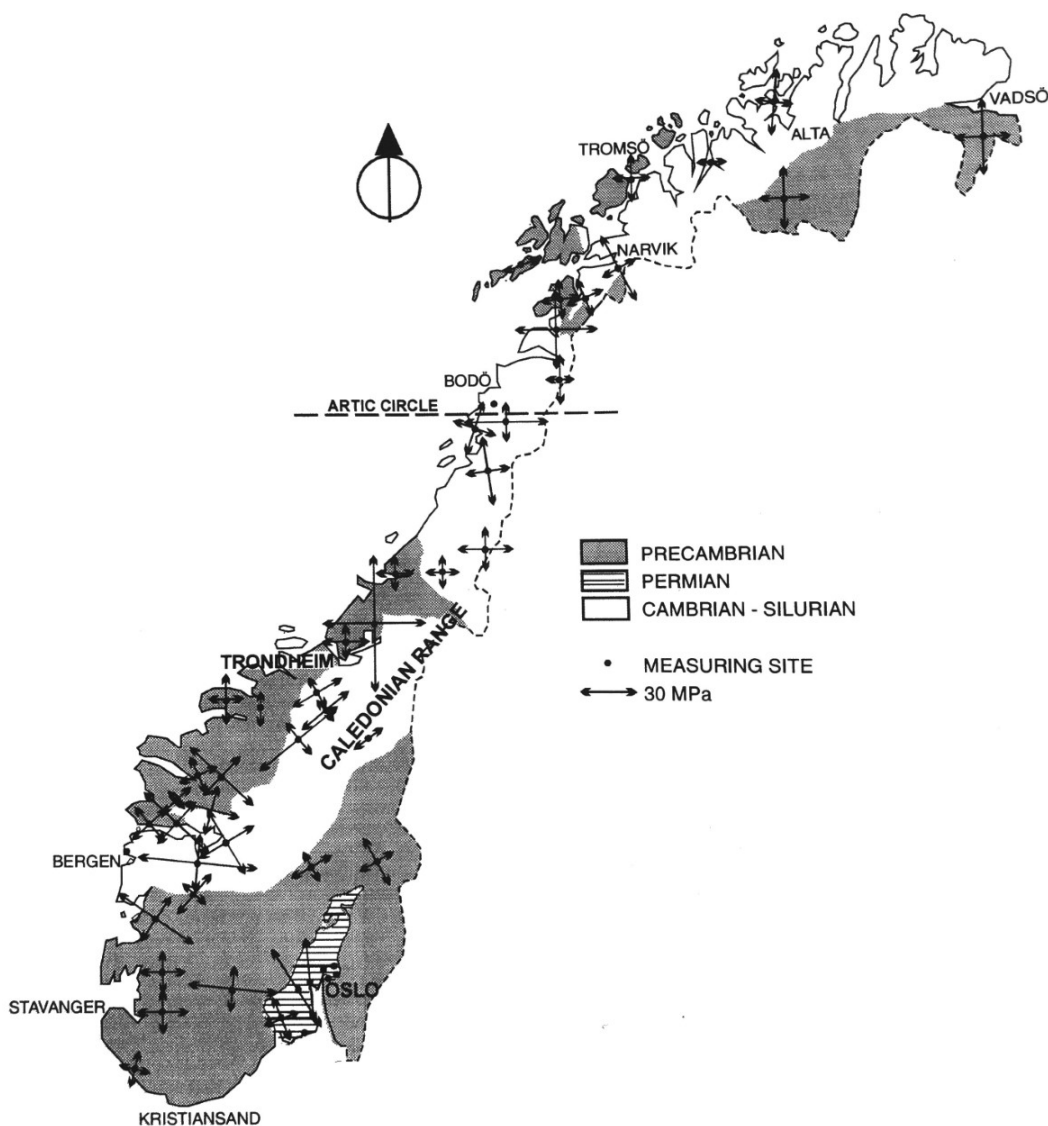 VADSÖ
ALTA
TROMSÖ
NARVIK
BODÖ
ARTIC CIRCLE
PRECAMBRIAN
PERMIAN
CAMBRIAN - SILURIAN
MEASURING SITE
30 MPa
TRONDHEIM
CALEDONIAN RANGE
BERGEN
OSLO
STAVANGER
KRISTIANSAND